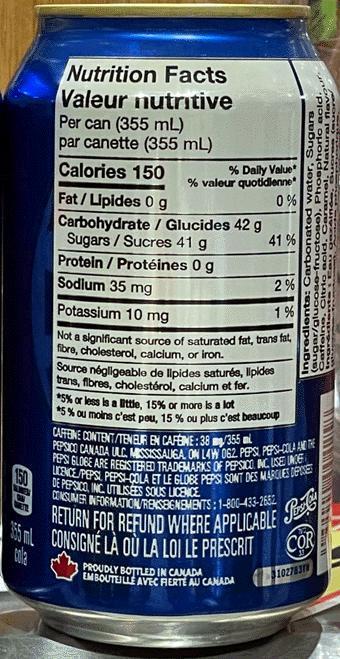 Nutrition Facts
Valeur nutritive
Per can (355 mL)
par canette (355 mL)
Calories 150
% Daily Value*
% valeur quotidienne*
Fat / Lipides 0 g 0 %
Carbohydrate / Glucides 42 g
Sugars / Sucres 41 g 41 %
Protein / Protéines 0 g
Sodium 35 mg 2 %
Potassium 10 mg 1 %
Not a significant source of saturated fat, trans fat,
fibre, cholesterol, calcium, or iron.
Source négligeable de lipides saturés, lipides
trans, fibres, cholestérol, calcium et fer.
*5% or less is a little, 15% or more is a lot
*5 % ou moins c'est peu, 15 % ou plus c'est beaucoup
CAFFEINE CONTENT/TENEUR EN CAFÉINE : 38 mg/355 mL
PEPSICO CANADA ULC, MISSISSAUGA, ON L4W 0B2. PEPSI, PEPSI-COLA AND THE
PEPSI GLOBE ARE REGISTERED TRADEMARKS OF PEPSICO, INC. USED UNDER
LICENCE./PEPSI, PEPSI-COLA ET LE GLOBE PEPSI SONT DES MARQUES DÉPOSÉES
DE PEPSICO, INC. UTILISÉES SOUS LICENCE.
CONSUMER INFORMATION/RENSEIGNEMENTS : 1-800-433-2652.
RETURN FOR REFUND WHERE APPLICABLE
CONSIGNÉ LÀ OÙ LA LOI LE PRESCRIT
PROUDLY BOTTLED IN CANADA
EMBOUTEILLÉ AVEC FIERTÉ AU CANADA
150
355 mL
cola
PepsiCo
COR
Ingredients: Carbonated water, Sugars
(sugar/glucose-fructose), Phosphoric acid,
Caffeine, Citric acid, Caramel, Natural flavour